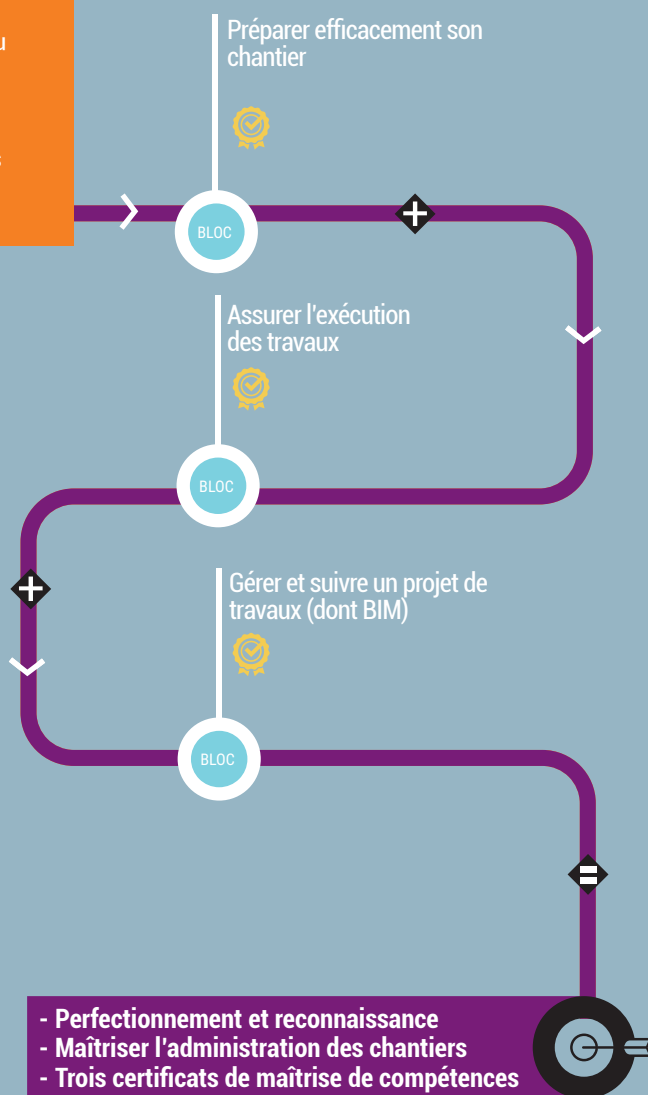 u
s
Préparer efficacement son
chantier
BLOC
Assurer l'exécution
des travaux
BLOC
Gérer et suivre un projet de
travaux (dont BIM)
BLOC
- Perfectionnement et reconnaissance
- Maîtriser l'administration des chantiers
- Trois certificats de maîtrise de compétences